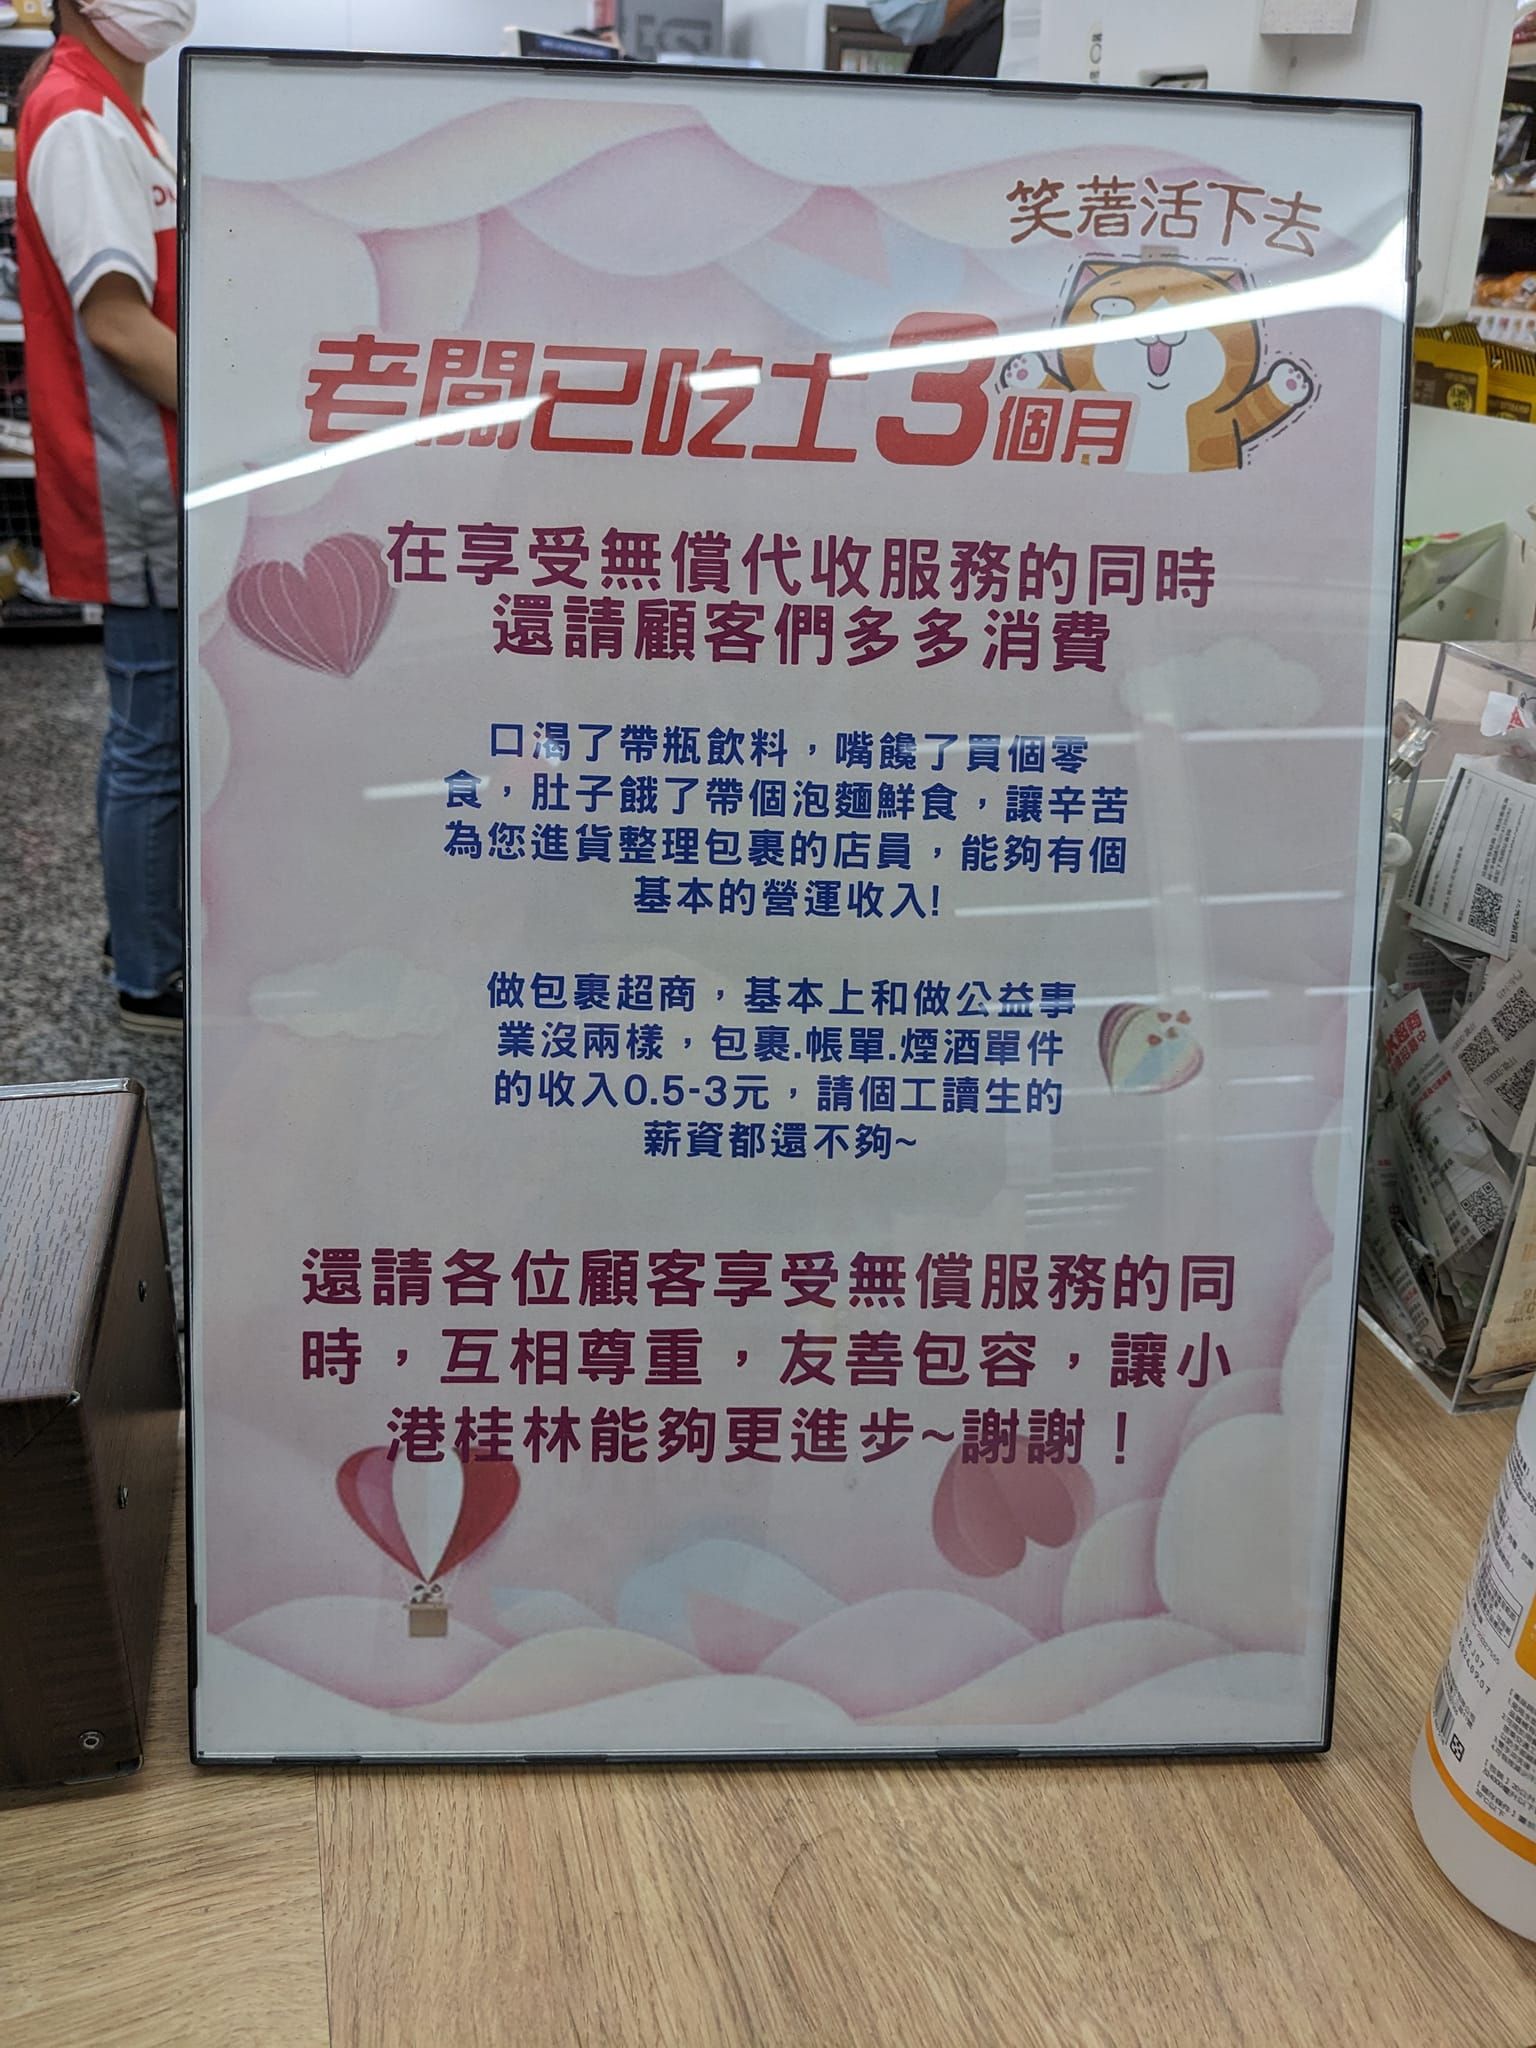 笑著活下去
老闆已吃土3個月
在享受無償代收服務的同時
還請顧客們多多消費
口渴了帶瓶飲料，嘴饞了買個零
食，肚子餓了帶個泡麵鮮食，讓辛苦
為您進貨整理包裹的店員，能夠有個
基本的營運收入!
做包裹超商，基本上和做公益事
業沒兩樣，包裹.帳單.煙酒單件
的收入0.5-3元，請個工讀生的
薪資都還不夠~
還請各位顧客享受無償服務的同
時，互相尊重，友善包容，讓小
港桂林能夠更進步~謝謝！